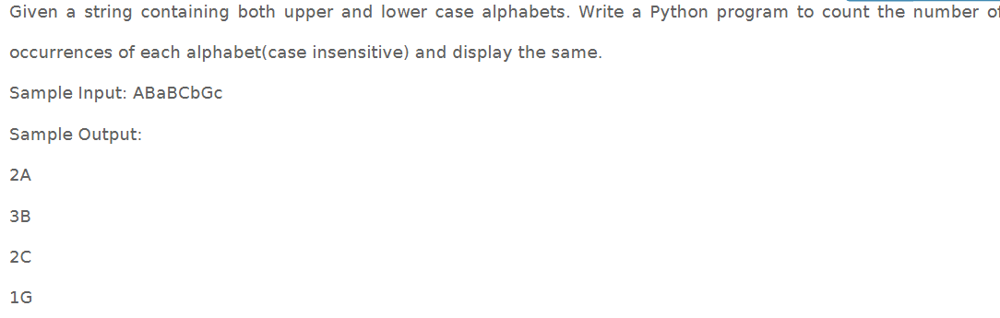 Given a string containing both upper and lower case alphabets. Write a Python program to count the number of
occurrences of each alphabet(case insensitive) and display the same.
Sample Input: ABaBCbGc
Sample Output:
2A
3B
2C
1G